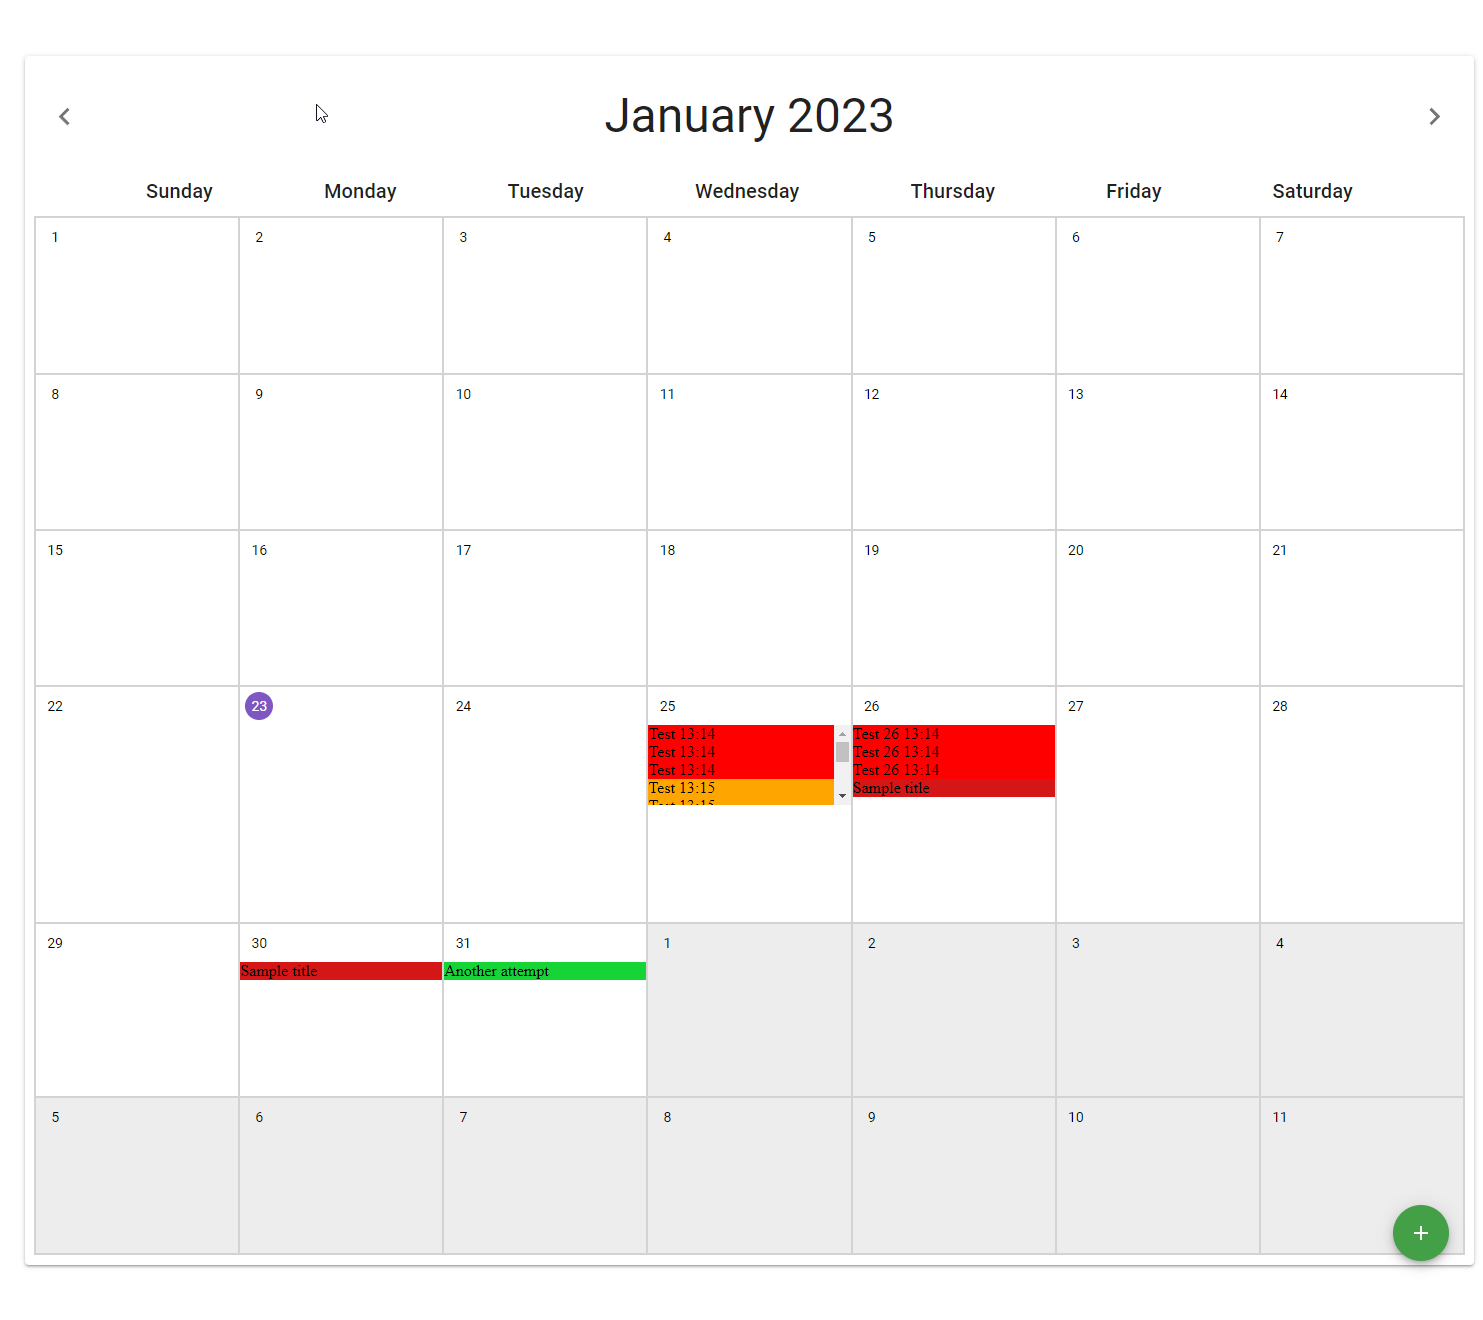 January 2023
Sunday Monday Tuesday Wednesday Thursday Friday Saturday
1 2 3 4 5 6 7
8 9 10 11 12 13 14
15 16 17 18 19 20 21
22 23 24 25 26 27 28
Test 13:14 Test 26 13:14
Test 13:14 Test 26 13:14
Test 13:14 Test 26 13:14
Test 13:15 Sample title
Test 13:15
29 30 31 1 2 3 4
Sample title Another attempt
5 6 7 8 9 10 11
+